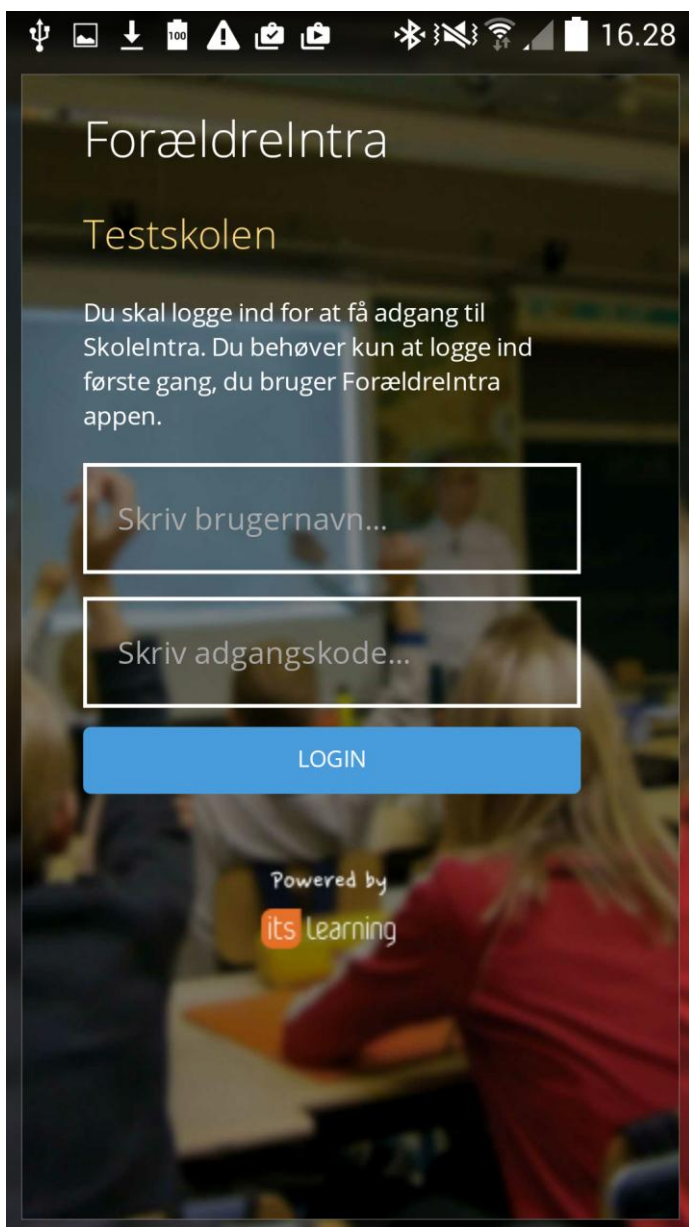 100 16.28
ForældreIntra
Testskolen
Du skal logge ind for at få adgang til
SkoleIntra. Du behøver kun at logge ind
første gang, du bruger ForældreIntra
appen.
Skriv brugernavn...
Skriv adgangskode...
LOGIN
Powered by
its learning